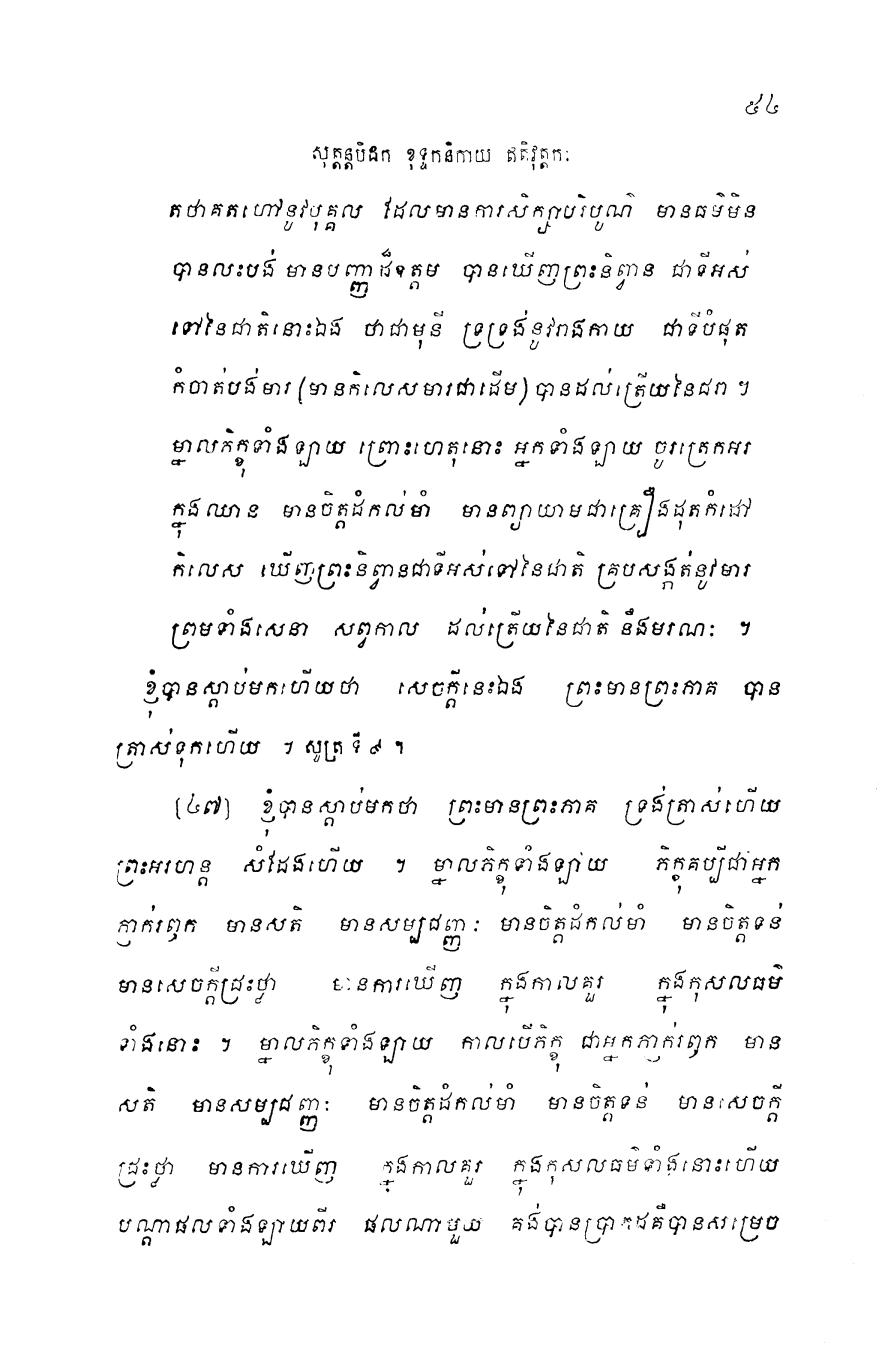 ៥៤
សុត្តន្តបិដក ខុទ្ទកនិកាយ ឥតិវុត្តកៈ
តថាគតហៅនូវបុគ្គល ដែលមានការសិក្សាបរិបូណ៌ មានធម៌មិន
បានលះបង់ មានបញ្ញាដ៏ឧត្តម បានឃើញព្រះនិព្វាន ជាទីអស់
ទៅនៃជាតិនោះឯង ថាជាមុនី ទ្រទ្រង់នូវរាងកាយ ជាទីបំផុត
កំចាត់បង់មារ (មានកិលេសមារជាដើម) បានដល់ត្រើយនៃជរា ។
ម្នាលភិក្ខុទាំងឡាយ ព្រោះហេតុនោះ អ្នកទាំងឡាយ ចូរត្រេកអរ
ក្នុងឈាន មានចិត្តដំកល់មាំ មានព្យាយាមជាគ្រឿងដុតកំដៅ
កិលេស ឃើញព្រះនិព្វានជាទីអស់ទៅនៃជាតិ គ្របសង្កត់នូវមារ
ព្រមទាំងសេនា សព្វកាល ដល់ត្រើយនៃជាតិ នឹងមរណៈ ។
ខ្ញុំបានស្តាប់មកហើយថា សេចក្តីនេះឯង ព្រះមានព្រះភាគ បាន
ត្រាស់ទុកហើយ ។ សូត្រ ទី ៩ ។
[៤៧] ខ្ញុំបានស្តាប់មកថា ព្រះមានព្រះភាគ ទ្រង់ត្រាស់ហើយ
ព្រះអរហន្ត សំដែងហើយ ។ ម្នាលភិក្ខុទាំងឡាយ ភិក្ខុគប្បីជាអ្នក
ភ្ញាក់រឭក មានសតិ មានសម្បជញ្ញៈ មានចិត្តដំកល់មាំ មានចិត្តទន់
មានសេចក្តីជ្រះថ្លា មានការឃើញ ក្នុងកាលគួរ ក្នុងកុសលធម៌
ទាំងនោះ ។ ម្នាលភិក្ខុទាំងឡាយ កាលបើភិក្ខុ ជាអ្នកភ្ញាក់រឭក មាន
សតិ មានសម្បជញ្ញៈ មានចិត្តដំកល់មាំ មានចិត្តទន់ មានសេចក្តី
ជ្រះថ្លា មានការឃើញ ក្នុងកាលគួរ ក្នុងកុសលធម៌ទាំងនោះហើយ
បណ្តាផលទាំងឡាយពីរ ផលណាមួយ គង់បានប្រាកដគឺបានសម្រេច